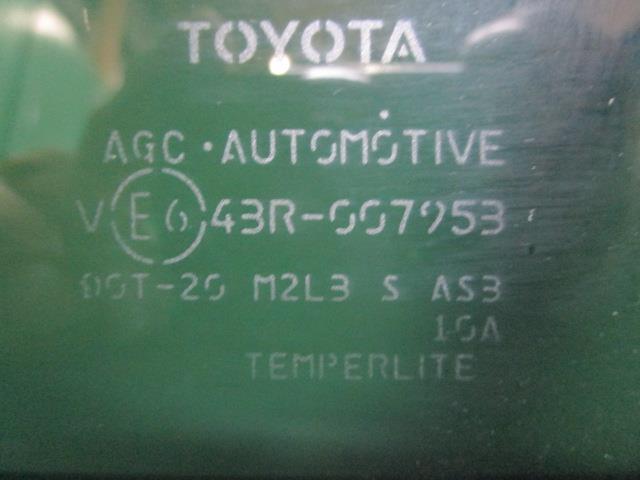 TOYOTA
AGC·AUTOMOTIVE
V E6 43R-007953
DOT-20 M2L3 S AS3
10A
TEMPERLITE